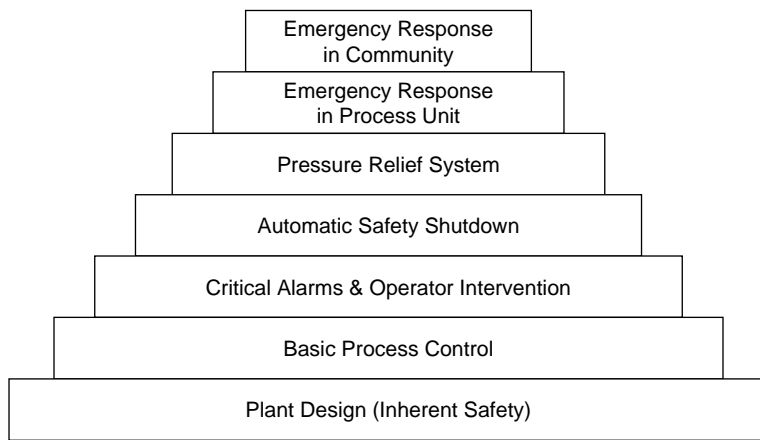 Emergency Response
in Community
Emergency Response
in Process Unit
Pressure Relief System
Automatic Safety Shutdown
Critical Alarms & Operator Intervention
Basic Process Control
Plant Design (Inherent Safety)